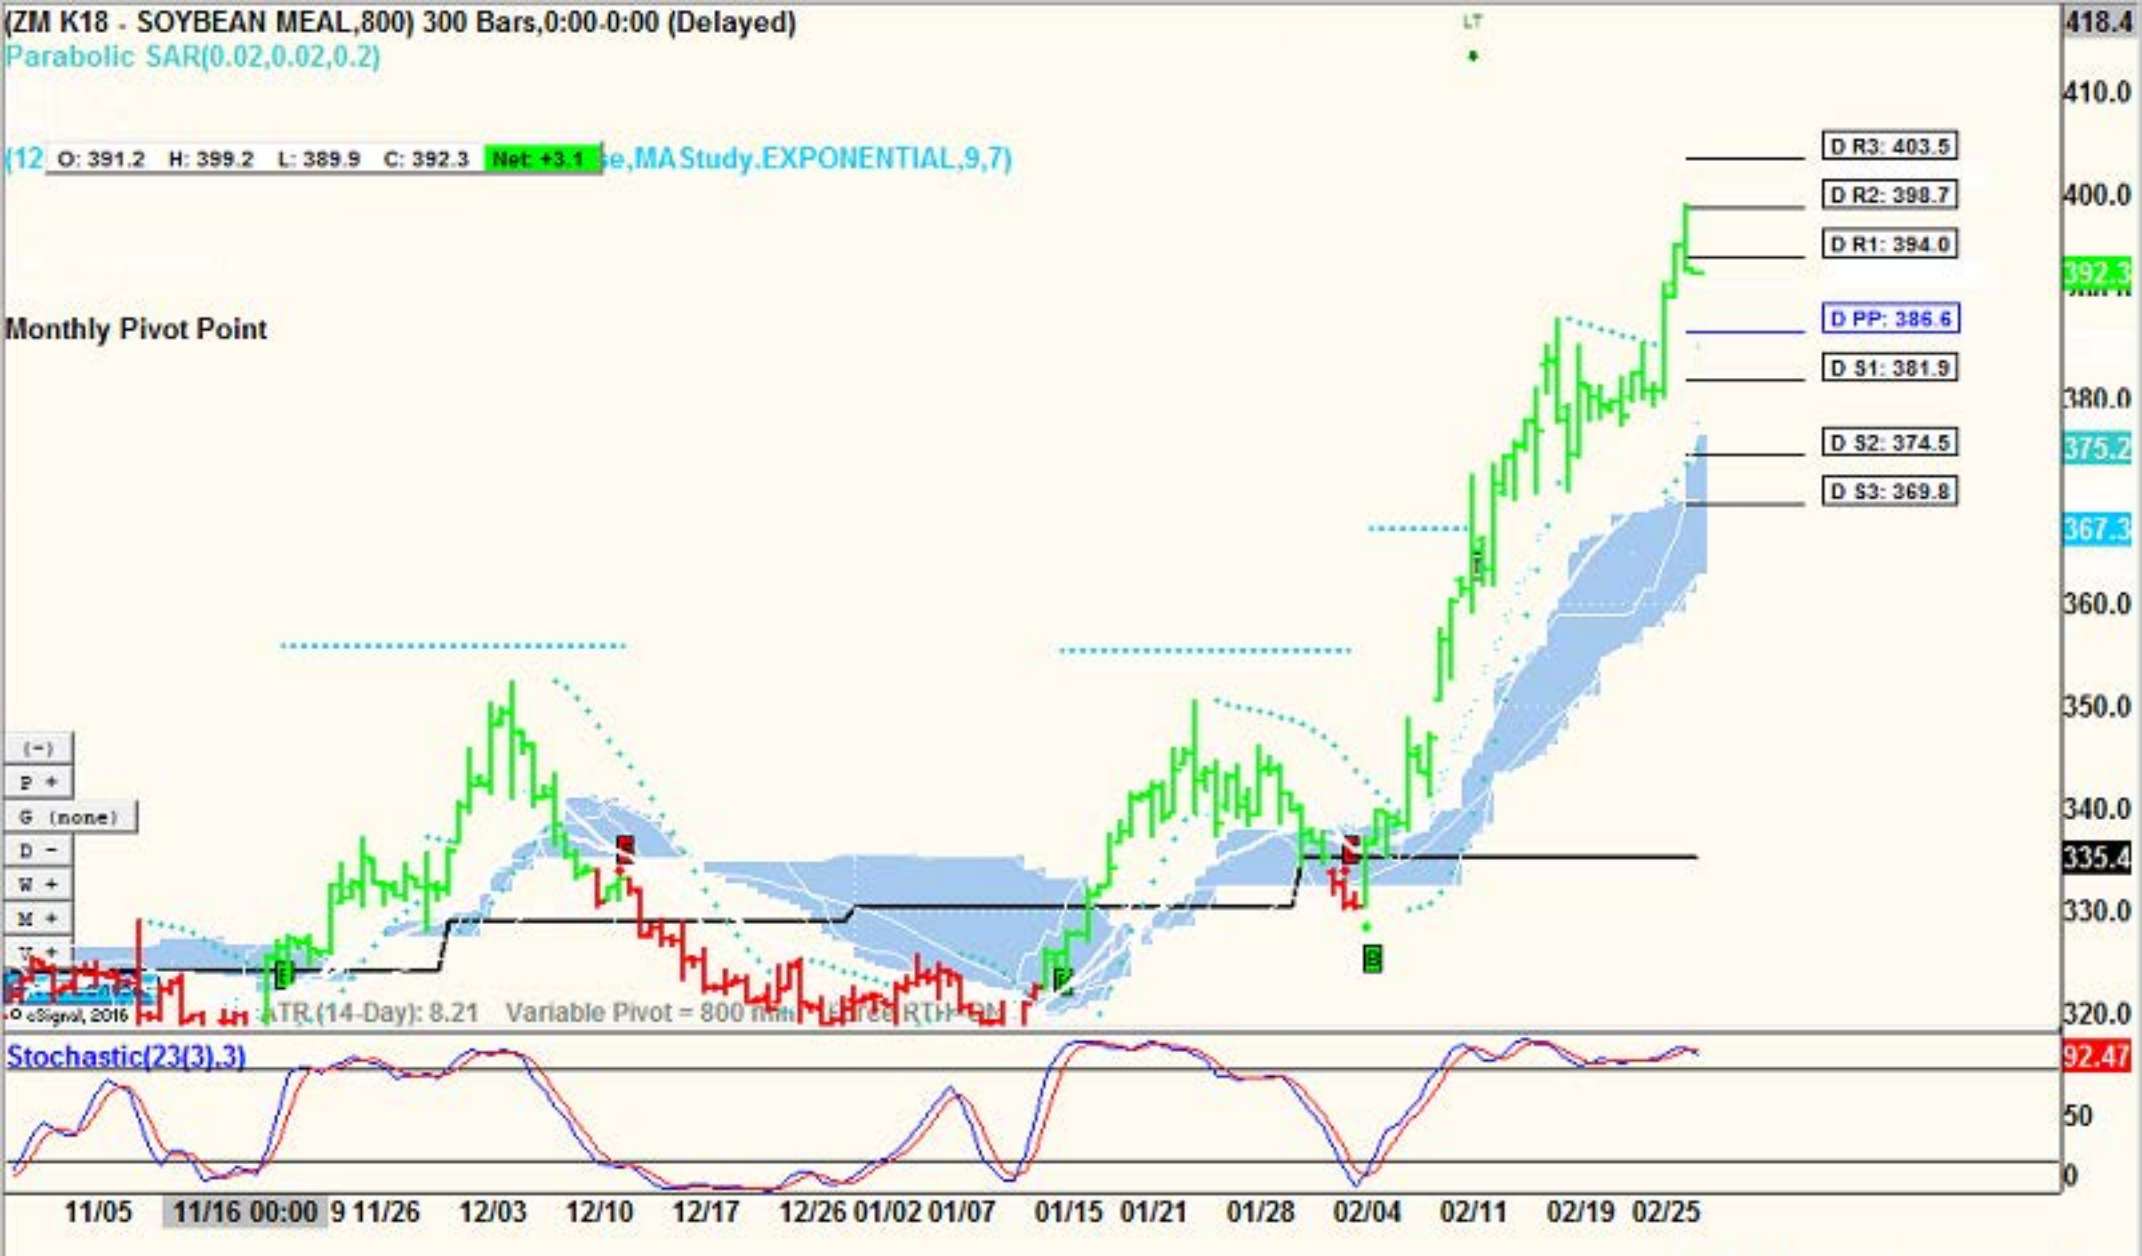 (ZM K18 - SOYBEAN MEAL,800) 300 Bars,0:00-0:00 (Delayed)
LT
418.4
Parabolic SAR(0.02,0.02,0.2)
410.0
(12 O: 391.2 H: 399.2 L: 389.9 C: 392.3 Net: +3.1 se,MAStudy.EXPONENTIAL,9,7)
D R3: 403.5
D R2: 398.7
400.0
D R1: 394.0
392.3
Monthly Pivot Point
D PP: 386.6
D S1: 381.9
380.0
D S2: 374.5
375.2
D S3: 369.8
367.3
360.0
350.0
(-)
P +
G (none)
340.0
D -
335.4
W +
M +
330.0
V +
B
© eSignal, 2016
ATR (14-Day): 8.21 Variable Pivot = 800 min Force RTH=ON
320.0
Stochastic(23(3),3)
92.47
50
0
11/05 11/16 00:00 9 11/26 12/03 12/10 12/17 12/26 01/02 01/07 01/15 01/21 01/28 02/04 02/11 02/19 02/25